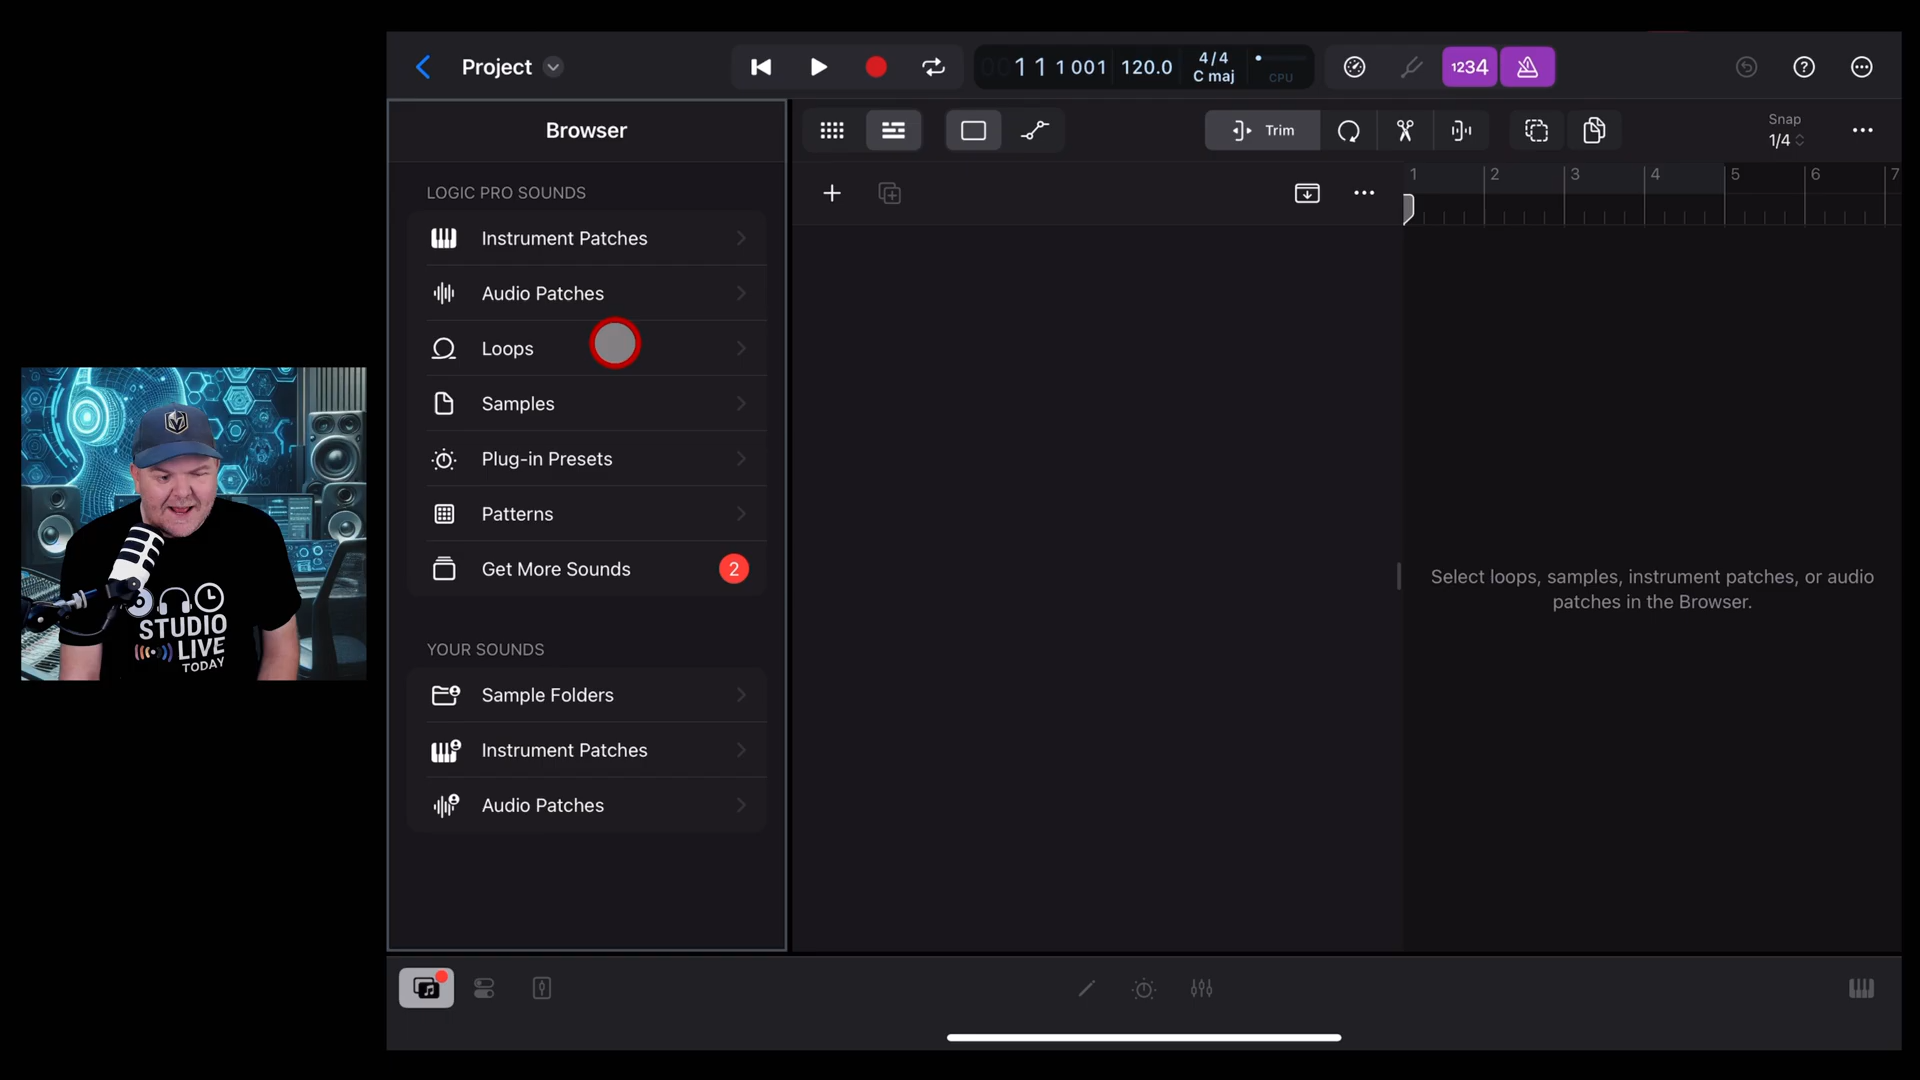 Project
1 1 1 001
120.0
4/4
C maj
CPU
1234
Browser
Trim
Snap
1/4
LOGIC PRO SOUNDS
Instrument Patches
Audio Patches
Loops
Samples
Plug-in Presets
Patterns
Get More Sounds
2
YOUR SOUNDS
Sample Folders
Instrument Patches
Audio Patches
1
2
3
4
5
6
7
Select loops, samples, instrument patches, or audio
patches in the Browser.
STUDIO
LIVE
TODAY